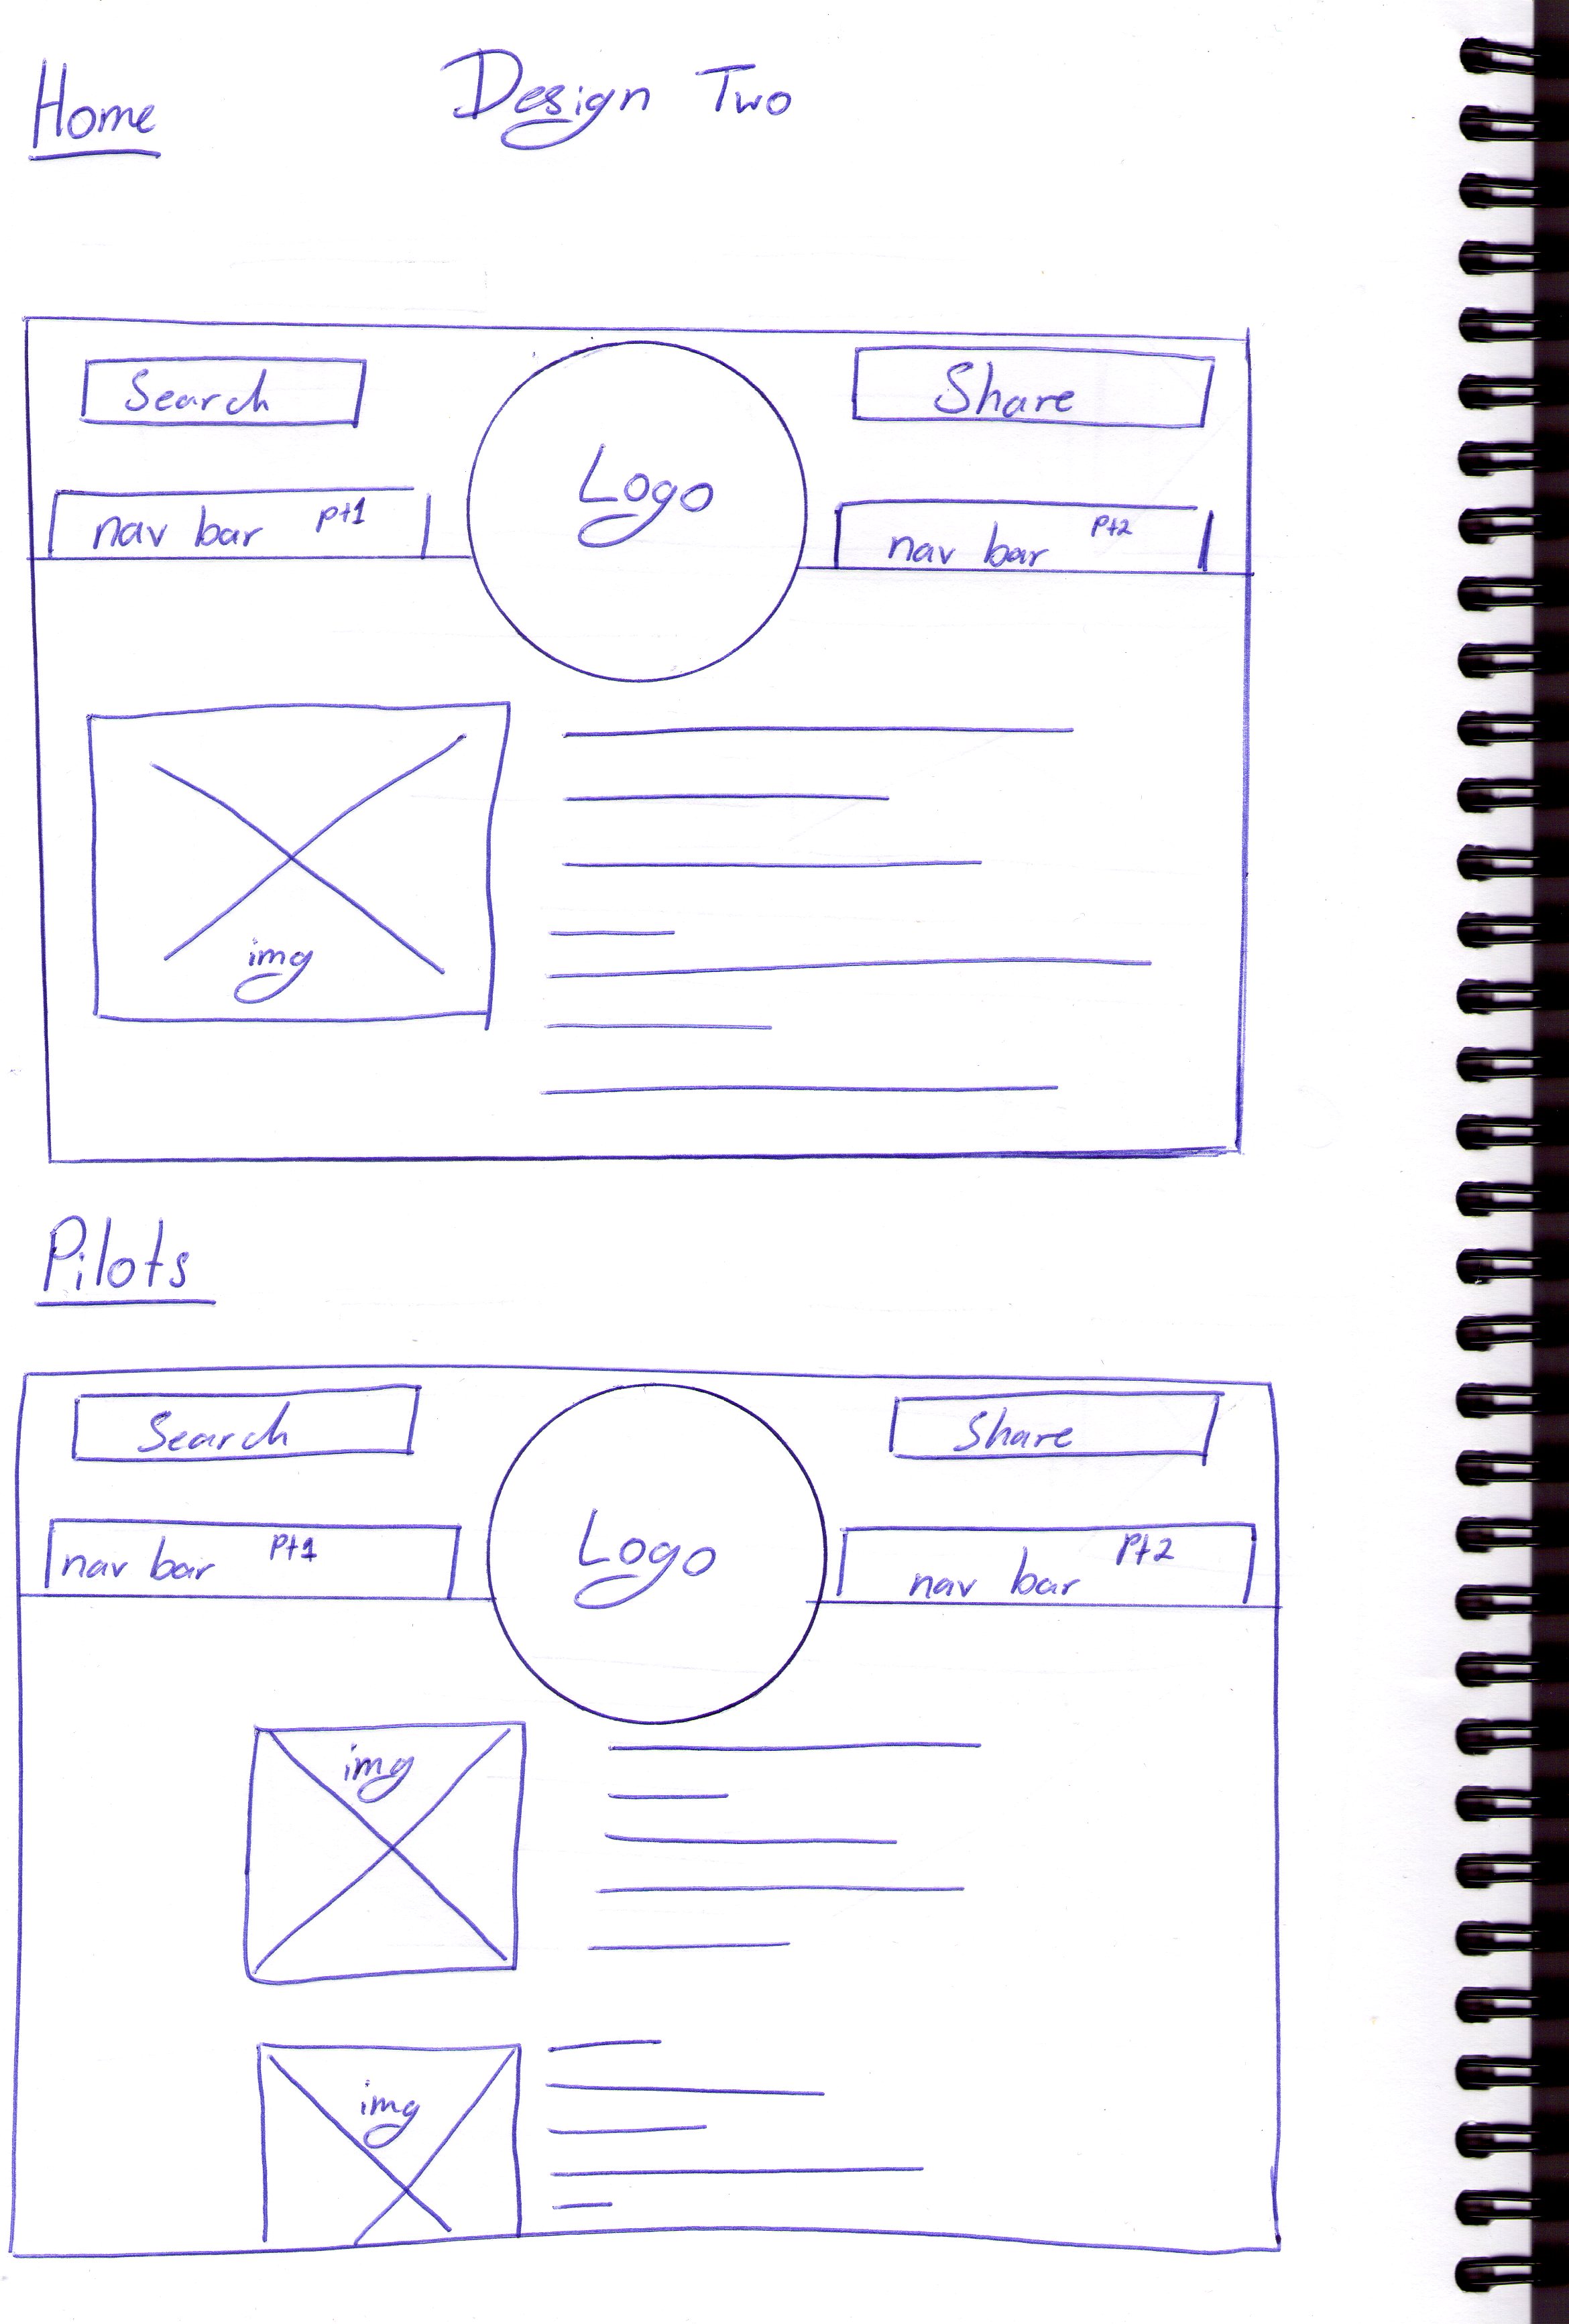 Home
Design Two
Search
Share
Logo
nav bar pt1
nav bar pt2
img
Pilots
Search
Share
Logo
nav bar pt1
nav bar pt2
img
img